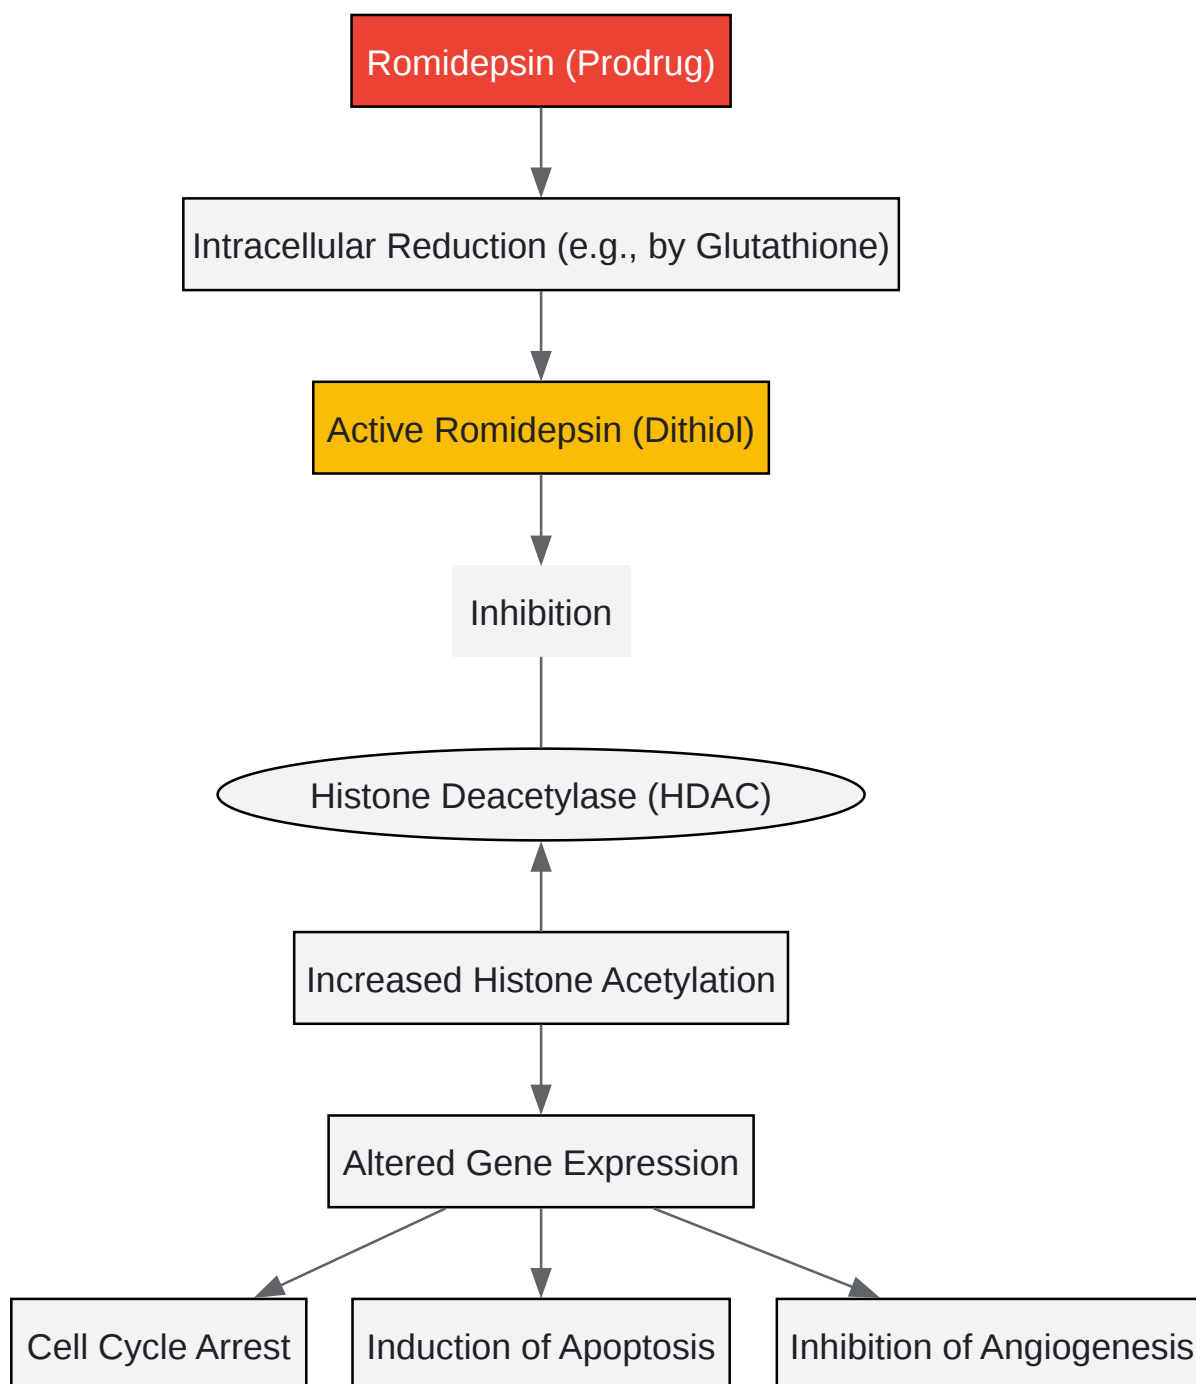 Romidepsin (Prodrug)
Intracellular Reduction (e.g., by Glutathione)
Active Romidepsin (Dithiol)
Inhibition
Histone Deacetylase (HDAC)
Increased Histone Acetylation
Altered Gene Expression
Cell Cycle Arrest
Induction of Apoptosis
Inhibition of Angiogenesis